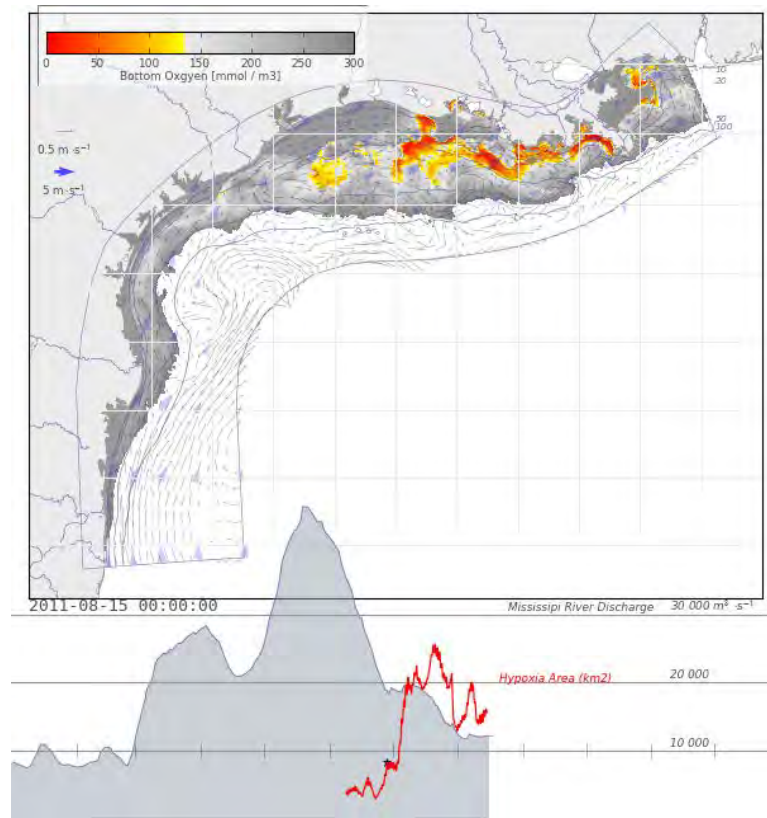 0 50 100 150 200 250 300
Bottom Oxgyen [mmol / m3]
10
20
50
100
0.5 m·s⁻¹
5 m·s⁻¹
2011-08-15 00:00:00 Mississipi River Discharge 30 000 m³ ·s⁻¹
Hypoxia Area (km2) 20 000
10 000